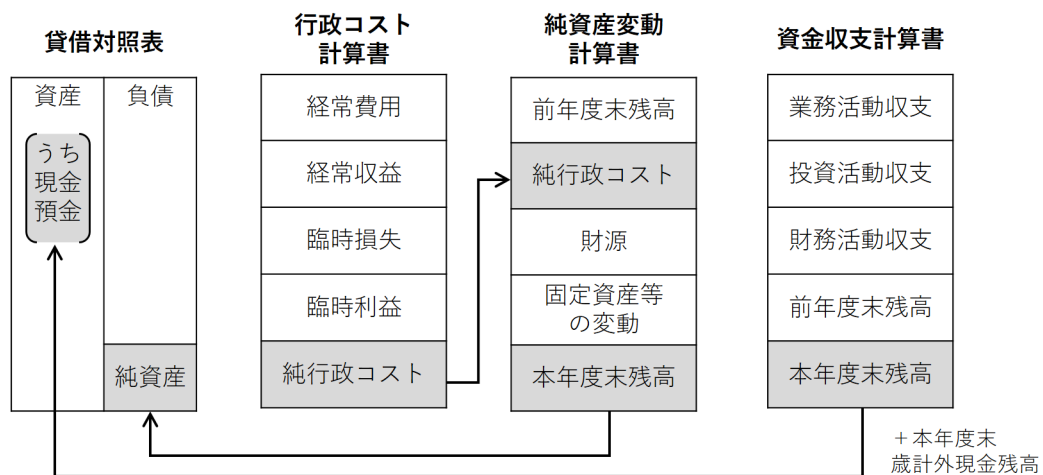 貸借対照表
資産
負債
うち
現金
預金
純資産
行政コスト
計算書
経常費用
経常収益
臨時損失
臨時利益
純行政コスト
純資産変動
計算書
前年度末残高
純行政コスト
財源
固定資産等
の変動
本年度末残高
資金収支計算書
業務活動収支
投資活動収支
財務活動収支
前年度末残高
本年度末残高
＋本年度末
歳計外現金残高